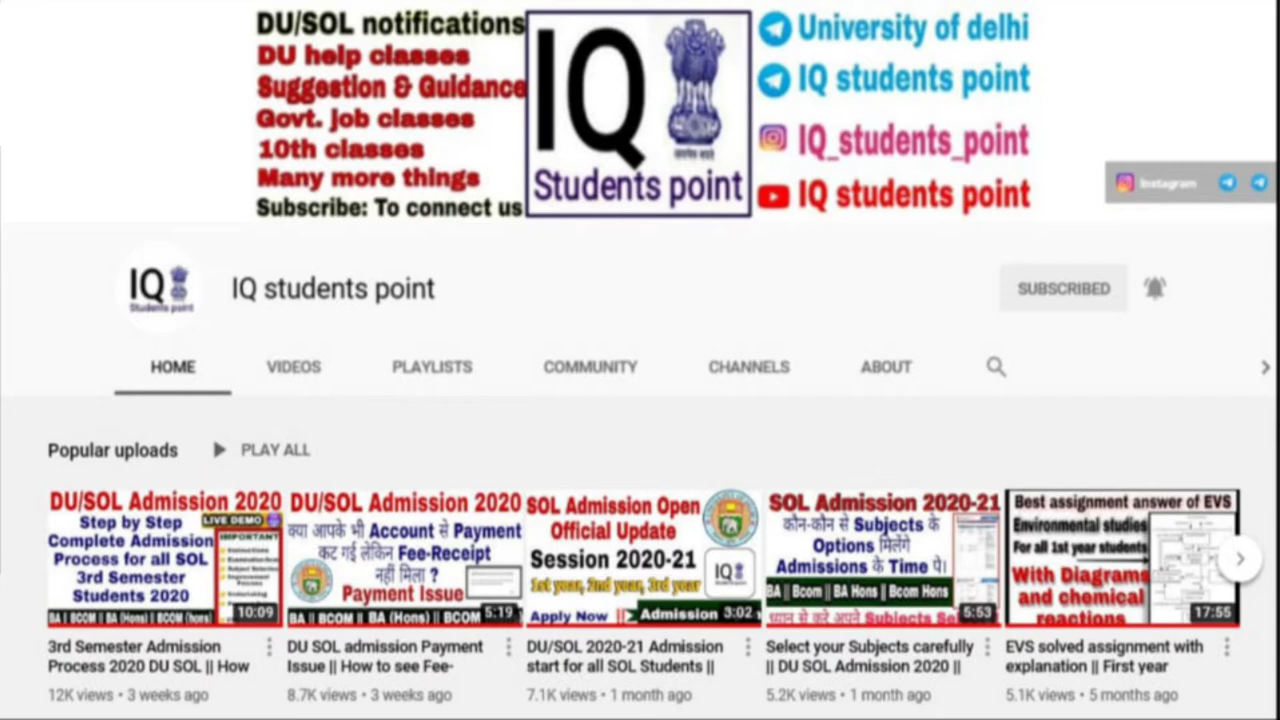 DU/SOL notifications
DU help classes
Suggestion & Guidance
Govt. job classes
10th classes
Many more things
Subscribe: To connect us
IQ
Students point
University of delhi
IQ students point
IQ_students_point
IQ students point
Instagram
IQ
Students point
IQ students point
SUBSCRIBED
HOME VIDEOS PLAYLISTS COMMUNITY CHANNELS ABOUT
Popular uploads PLAY ALL
DU/SOL Admission 2020
Step by Step
LIVE DEMO
Complete Admission
Process for all SOL
3rd Semester
Students 2020
IMPORTANT
BA || BCOM || BA (Hons) || BCOM (hons)
10:09
3rd Semester Admission
Process 2020 DU SOL || How
12K views • 3 weeks ago
DU/SOL Admission 2020
क्या आपके भी Account से Payment
कट गई लेकिन Fee-Receipt
नहीं मिला ?
Payment Issue
BA || BCOM || BA (Hons) || BCOM
5:19
DU SOL admission Payment
Issue || How to see Fee-
8.7K views • 3 weeks ago
SOL Admission Open
Official Update
Session 2020-21
1st year, 2nd year, 3rd year
IQ
Apply Now || Admission
3:02
DU/SOL 2020-21 Admission
start for all SOL Students ||
7.1K views • 1 month ago
SOL Admission 2020-21
कौन-कौन से Subjects के
Options मिलेंगे
Admissions के Time पे।
BA || Bcom || BA Hons || Bcom Hons
ध्यान से करे अपने Subjects
5:53
Select your Subjects carefully
|| DU SOL Admission 2020 ||
5.2K views • 1 month ago
Best assignment answer of EVS
Environmental studies
For all 1st year students
With Diagrams
and chemical
reactions
17:55
EVS solved assignment with
explanation || First year
5.1K views • 5 months ago